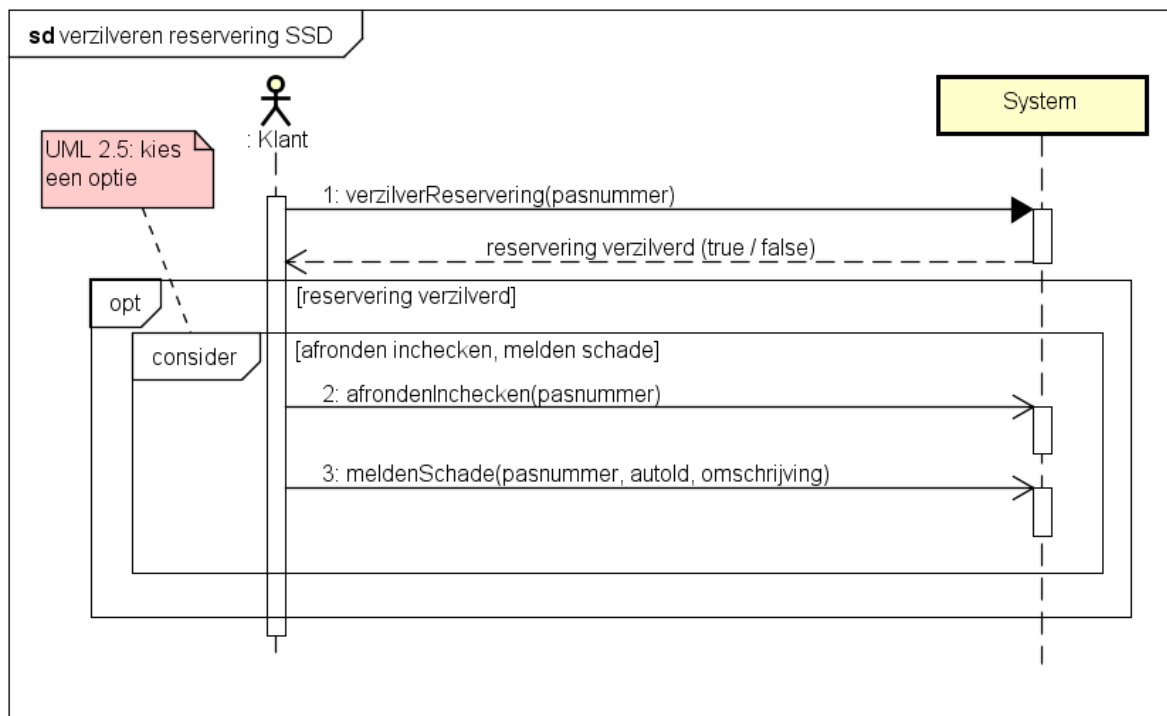 sd verzilveren reservering SSD
: Klant
System
UML 2.5: kies
een optie
1: verzilverReservering(pasnummer)
reservering verzilverd (true / false)
opt
[reservering verzilverd]
consider
[afronden inchecken, melden schade]
2: afrondenInchecken(pasnummer)
3: meldenSchade(pasnummer, autoId, omschrijving)